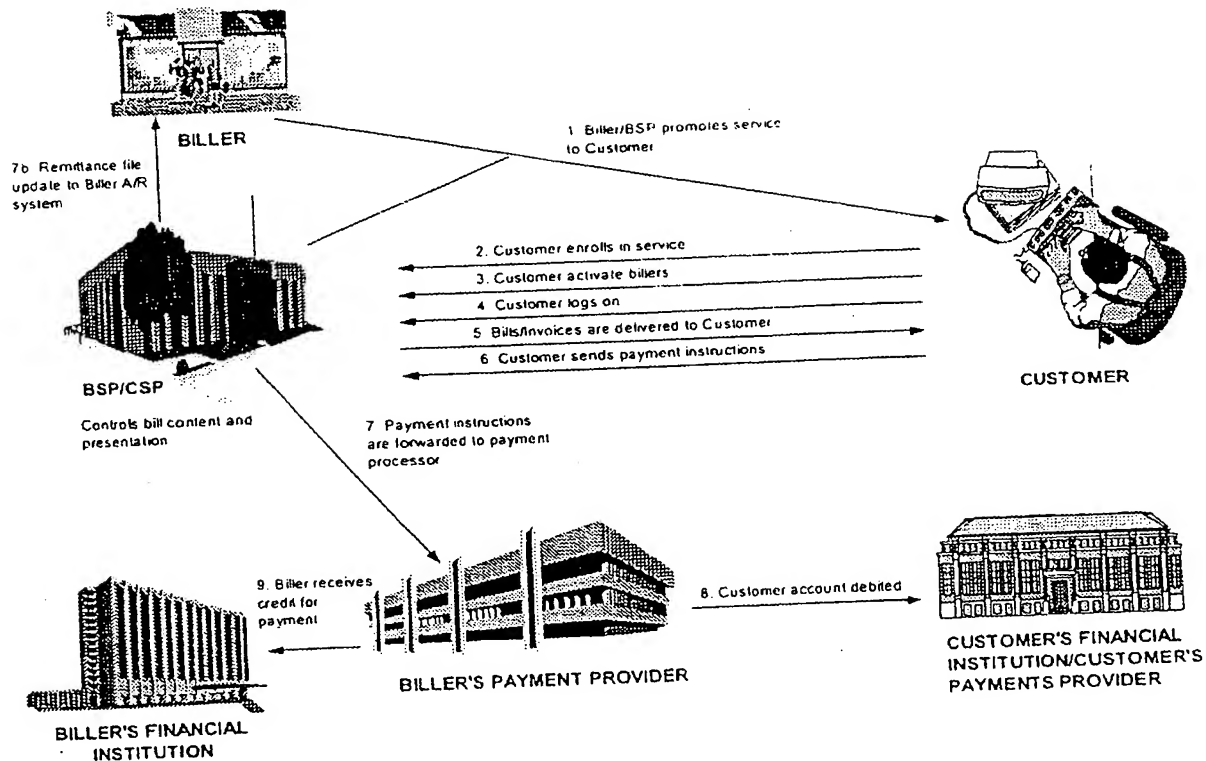 BILLER
1 Biller/BSP promotes service
to Customer
7b Remittance file
update to Biller A/R
system
2. Customer enrolls in service
3. Customer activate billers
4 Customer logs on
5 Bills/Invoices are delivered to Customer
6 Customer sends payment instructions
CUSTOMER
BSP/CSP
Controls bill content and
presentation
7 Payment instructions
are forwarded to payment
processor
9. Biller receives
credit for
payment
8. Customer account debited
BILLER'S PAYMENT PROVIDER
CUSTOMER'S FINANCIAL
INSTITUTION/CUSTOMER'S
PAYMENTS PROVIDER
BILLER'S FINANCIAL
INSTITUTION